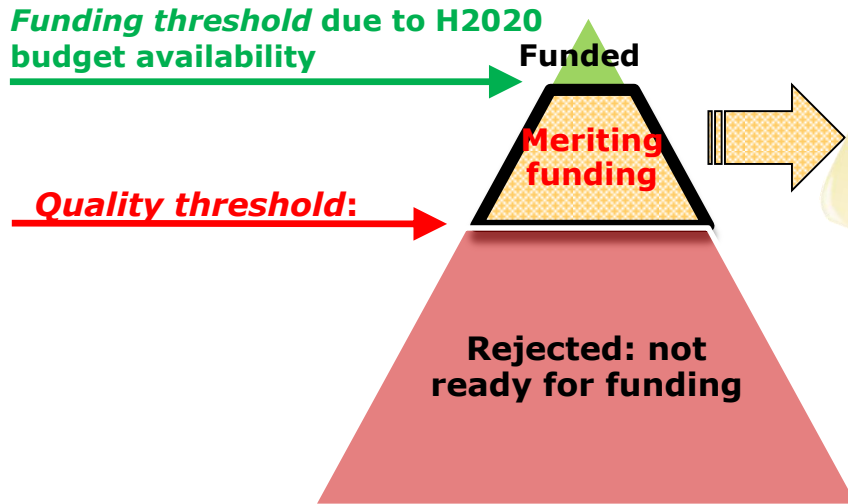 Funding threshold due to H2020
budget availability
Funded
Meriting
funding
Quality threshold:
Rejected: not
ready for funding